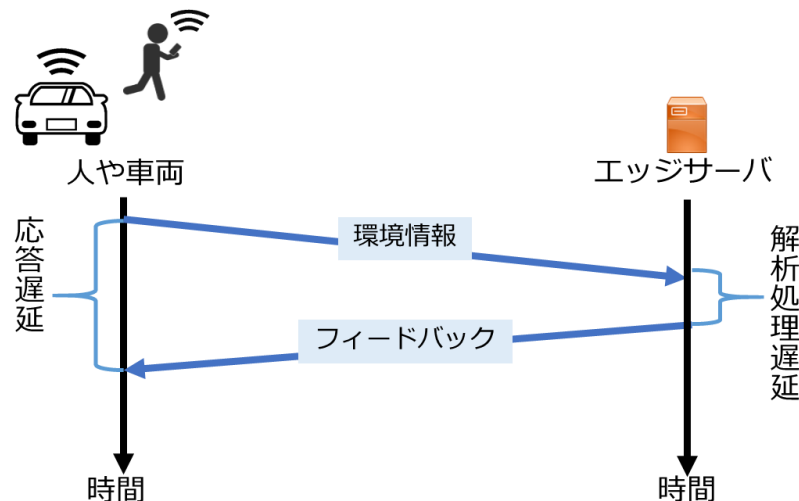 人や車両
エッジサーバ
応答遅延
環境情報
解析処理遅延
フィードバック
時間
時間